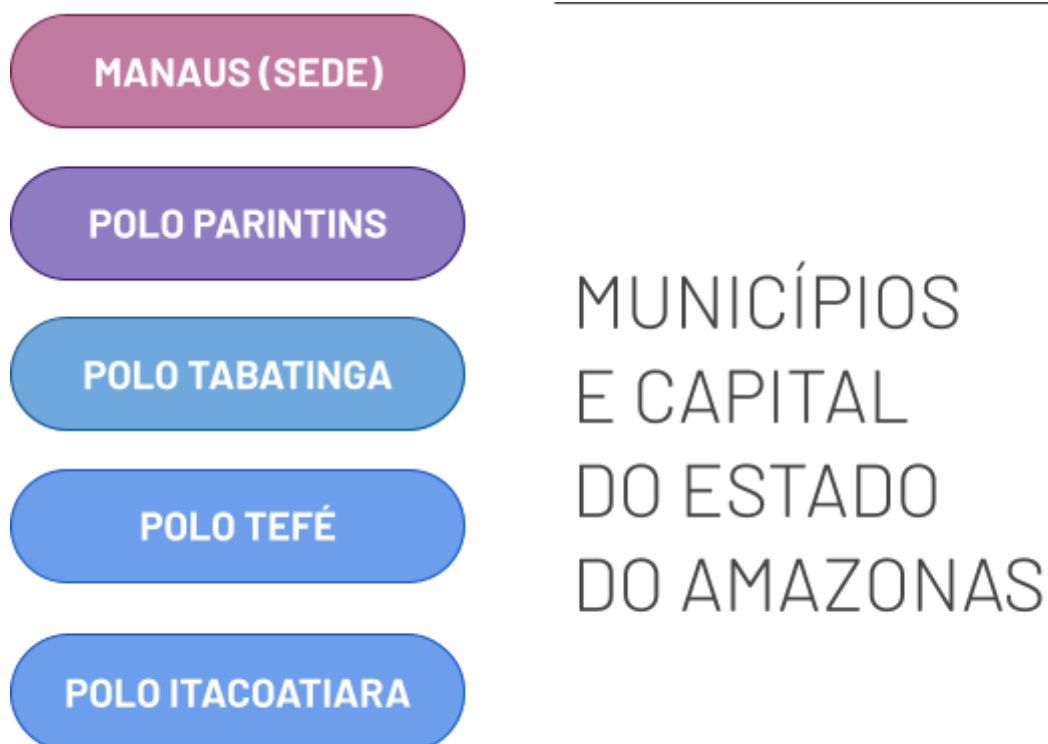 MANAUS (SEDE)
POLO PARINTINS
POLO TABATINGA
POLO TEFÉ
POLO ITACOATIARA
MUNICÍPIOS
E CAPITAL
DO ESTADO
DO AMAZONAS